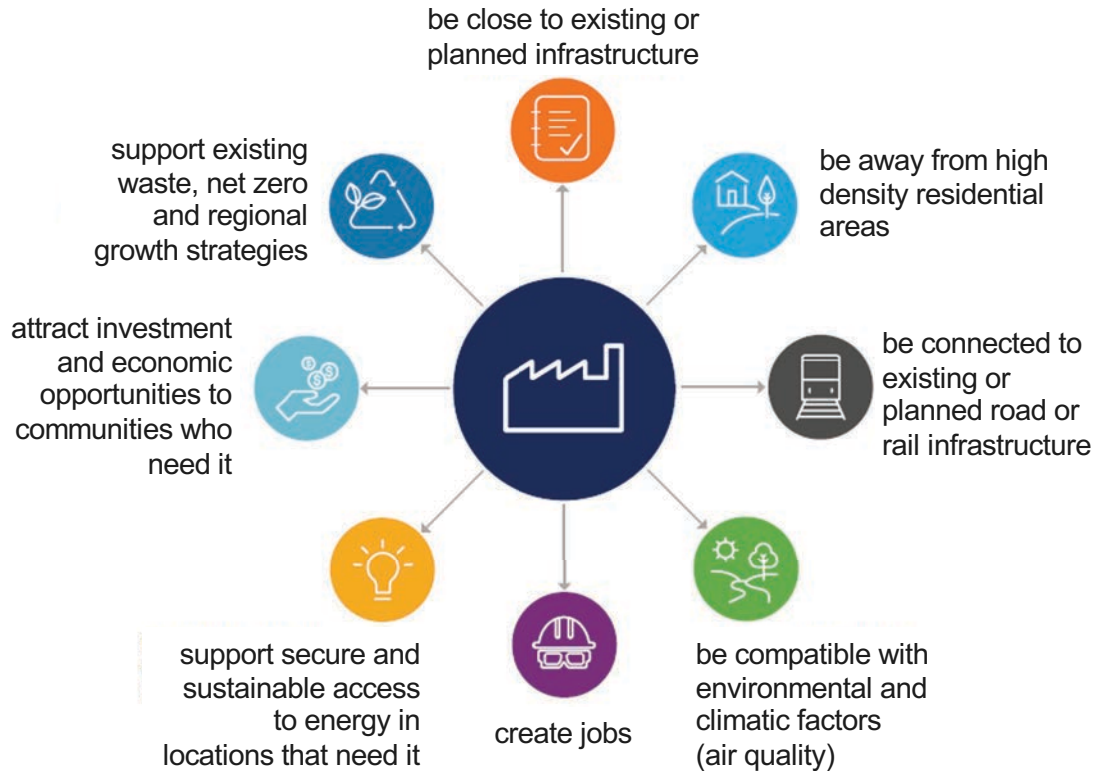 be close to existing or
planned infrastructure
be away from high
density residential
areas
be connected to
existing or
planned road or
rail infrastructure
be compatible with
environmental and
climatic factors
(air quality)
create jobs
support secure and
sustainable access
to energy in
locations that need it
attract investment
and economic
opportunities to
communities who
need it
support existing
waste, net zero
and regional
growth strategies